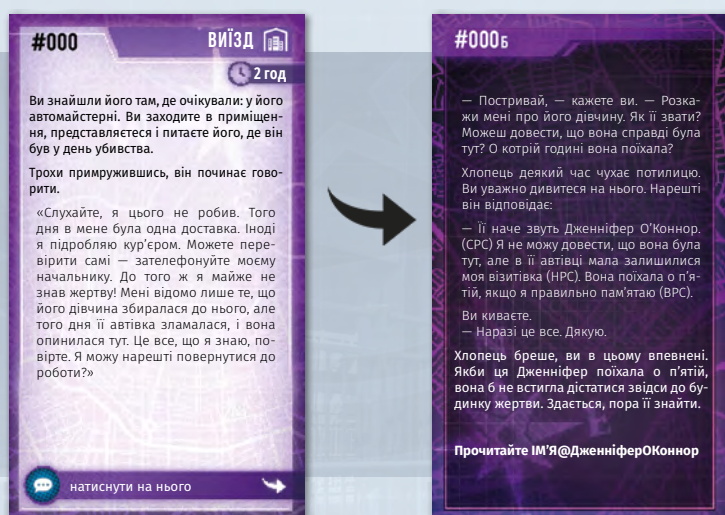 #000
ВИЇЗД
2 год
Ви знайшли його там, де очікували: у його
автомайстерні. Ви заходите в приміщен-
ня, представляєтеся і питаєте його, де він
був у день убивства.
Трохи примружившись, він починає гово-
рити.
«Слухайте, я цього не робив. Того
дня в мене була одна доставка. Іноді
я підробляю кур’єром. Можете пере-
вірити самі — зателефонуйте моєму
начальнику. До того ж я майже не
знав жертву! Мені відомо лише те, що
його дівчина збиралася до нього, але
того дня її автівка зламалася, і вона
опинилася тут. Це все, що я знаю, по-
вірте. Я можу нарешті повернутися до
роботи?»
натиснути на нього
#000Б
— Постривай, — кажете ви. — Розка-
жи мені про його дівчину. Як її звати?
Можеш довести, що вона справді була
тут? О котрій годині вона поїхала?
Хлопець деякий час чухає потилицю.
Ви уважно дивитеся на нього. Нарешті
він відповідає:
— Її наче звуть Дженніфер О’Коннор.
(СРС) Я не можу довести, що вона була
тут, але в її автівці мала залишилися
моя візитівка (НРС). Вона поїхала о п’я-
тій, якщо я правильно пам’ятаю (ВРС).
Ви киваєте.
— Наразі це все. Дякую.
Хлопець бреше, ви в цьому впевнені.
Якби ця Дженніфер поїхала о п’ятій,
вона б не встигла дістатися звідси до бу-
динку жертви. Здається, пора її знайти.
Прочитайте ІМ’Я@ДженніферОКоннор